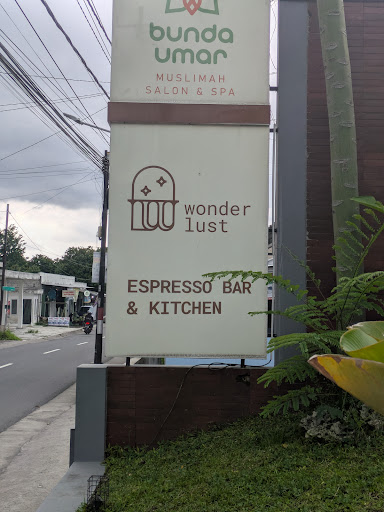 bunda
umar
MUSLIMAH
SALON & SPA
wonder
lust
ESPRESSO BAR
& KITCHEN